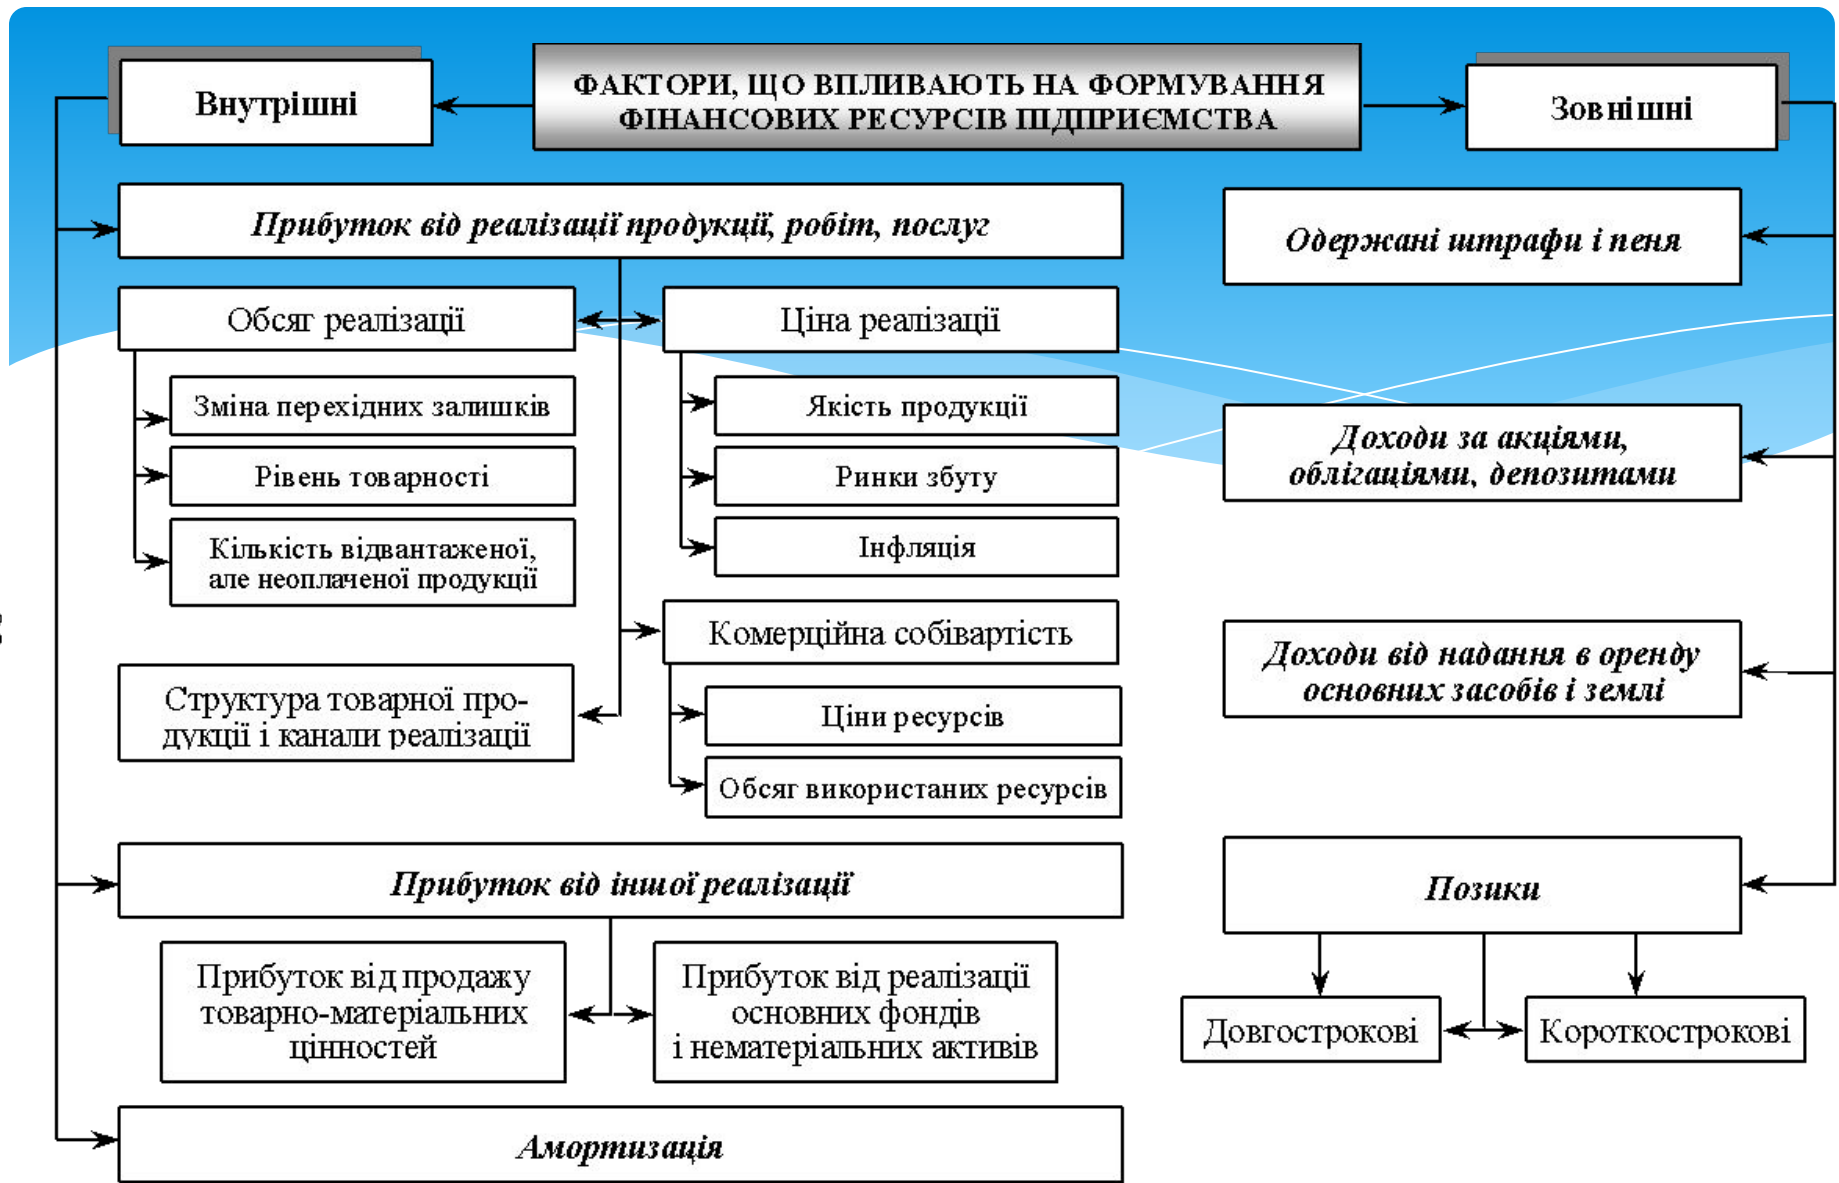 ФАКТОРИ, ЩО ВПЛИВАЮТЬ НА ФОРМУВАННЯ
ФІНАНСОВИХ РЕСУРСІВ ПІДПРИЄМСТВА
Внутрішні
Зовнішні
Прибуток від реалізації продукції, робіт, послуг
Обсяг реалізації
Зміна перехідних залишків
Рівень товарності
Кількість відвантаженої,
але неоплаченої продукції
Ціна реалізації
Якість продукції
Ринки збуту
Інфляція
Комерційна собівартість
Ціни ресурсів
Обсяг використаних ресурсів
Структура товарної про-
дукції і канали реалізації
Прибуток від іншої реалізації
Прибуток від продажу
товарно-матеріальних
цінностей
Прибуток від реалізації
основних фондів
і нематеріальних активів
Амортизація
Одержані штрафи і пеня
Доходи за акціями,
облігаціями, депозитами
Доходи від надання в оренду
основних засобів і землі
Позики
Довгострокові
Короткострокові